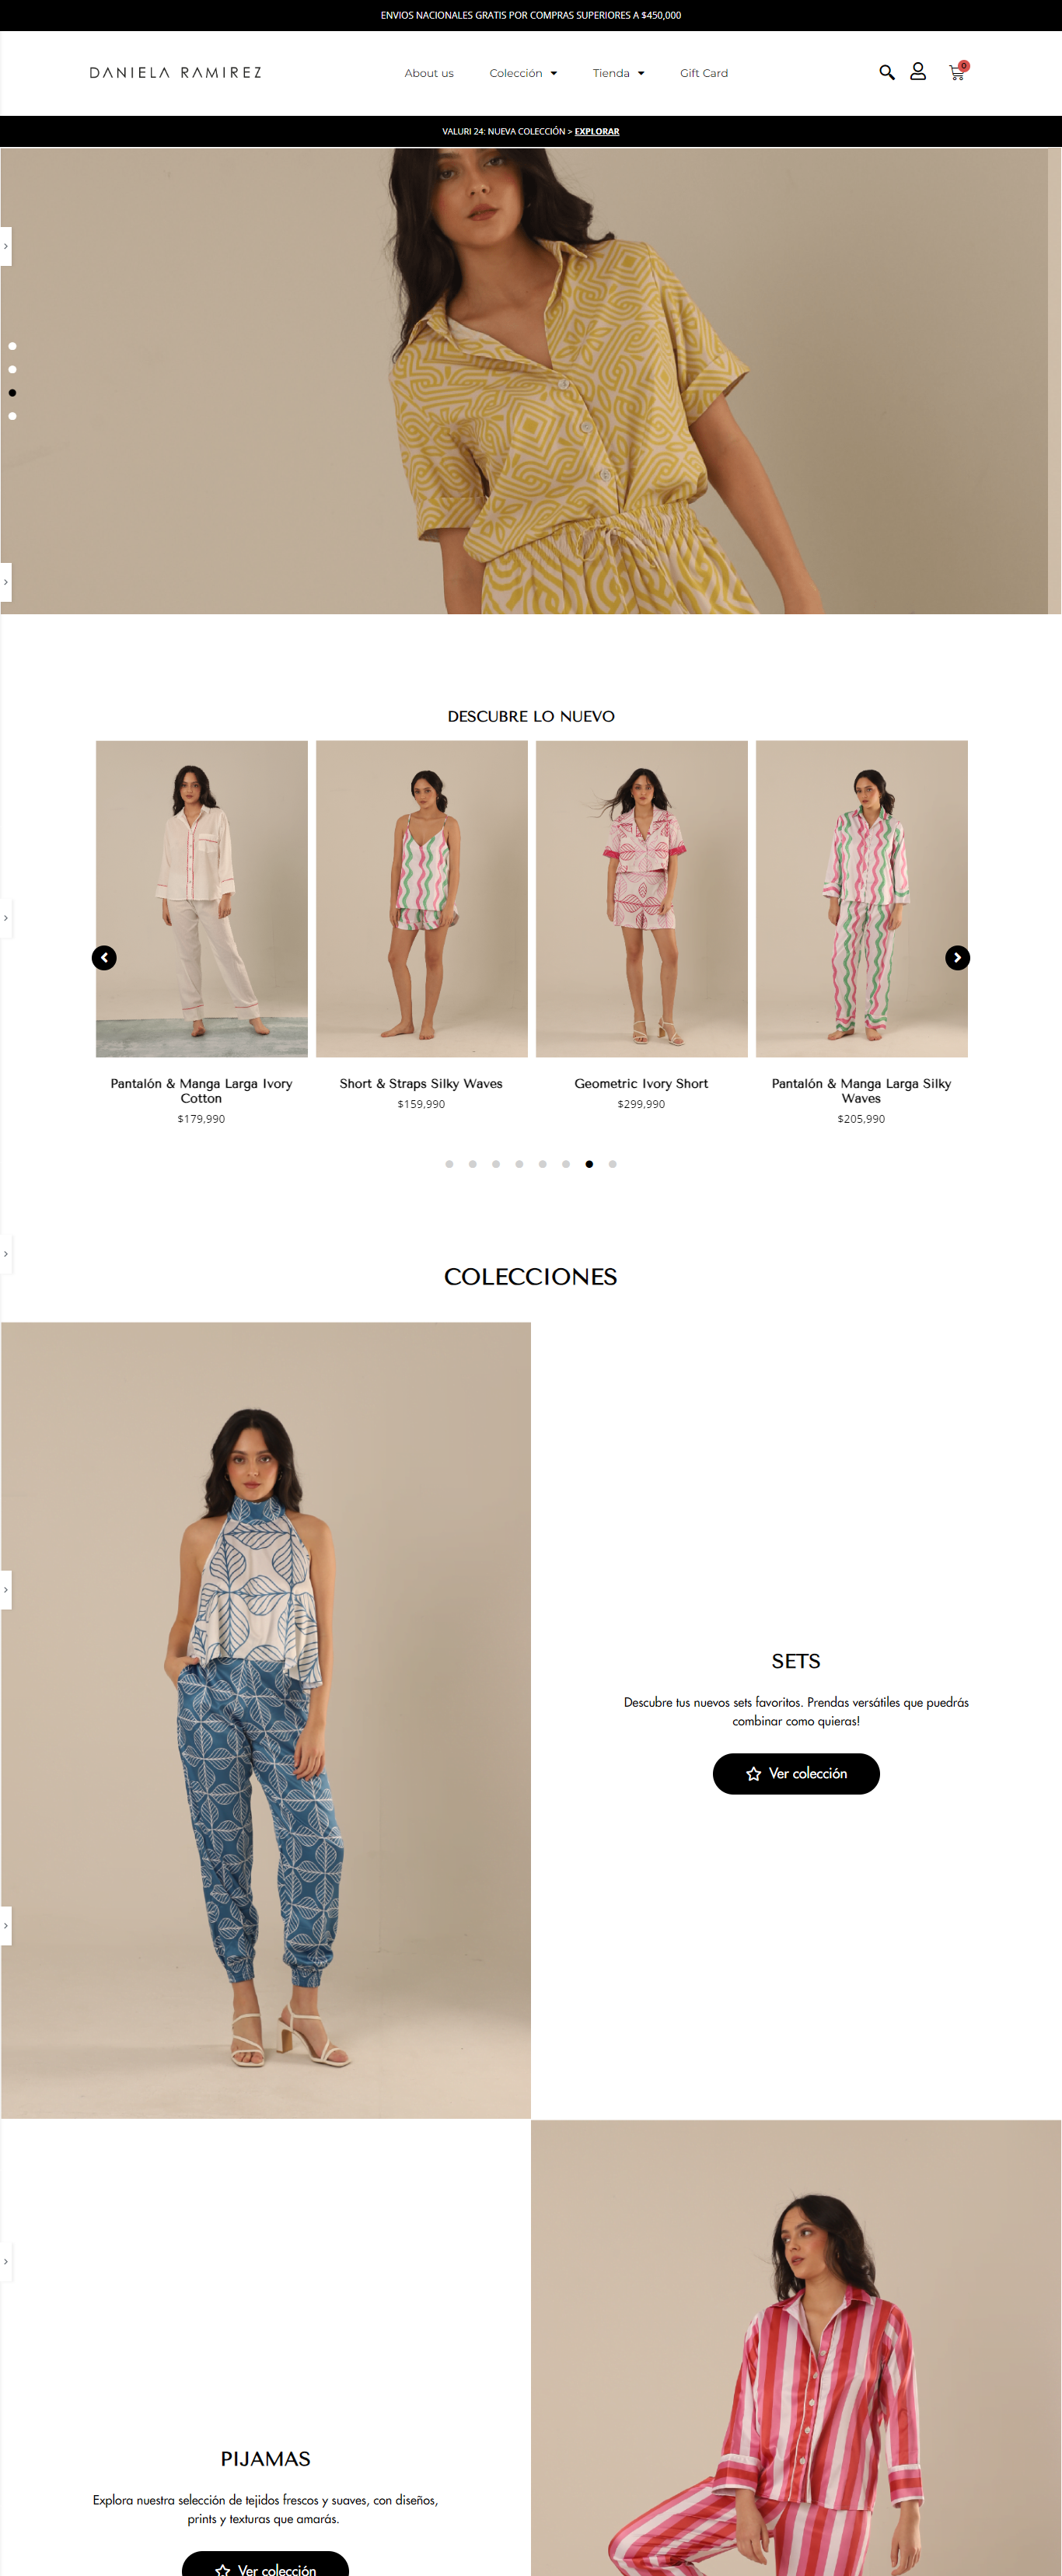 ENVIOS NACIONALES GRATIS POR COMPRAS SUPERIORES A $450,000
DANIELA RAMIREZ
About us
Colección
Tienda
Gift Card
0
VALURI 24: NUEVA COLECCIÓN > EXPLORAR
DESCUBRE LO NUEVO
Pantalón & Manga Larga Ivory
Cotton
$179,990
Short & Straps Silky Waves
$159,990
Geometric Ivory Short
$299,990
Pantalón & Manga Larga Silky
Waves
$205,990
COLECCIONES
SETS
Descubre tus nuevos sets favoritos. Prendas versátiles que puedrás
combinar como quieras!
Ver colección
PIJAMAS
Explora nuestra selección de tejidos frescos y suaves, con diseños,
prints y texturas que amarás.
Ver colección